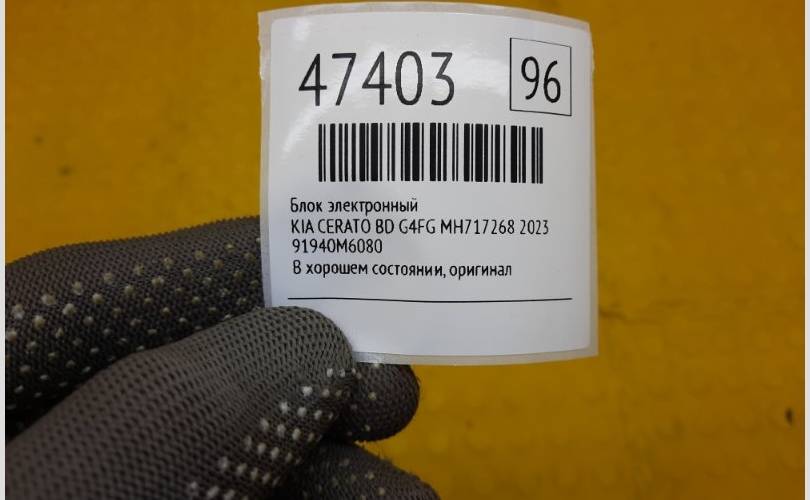 47403
96
Блок электронный
KIA CERATO BD G4FG MH717268 2023
91940M6080
В хорошем состоянии, оригинал